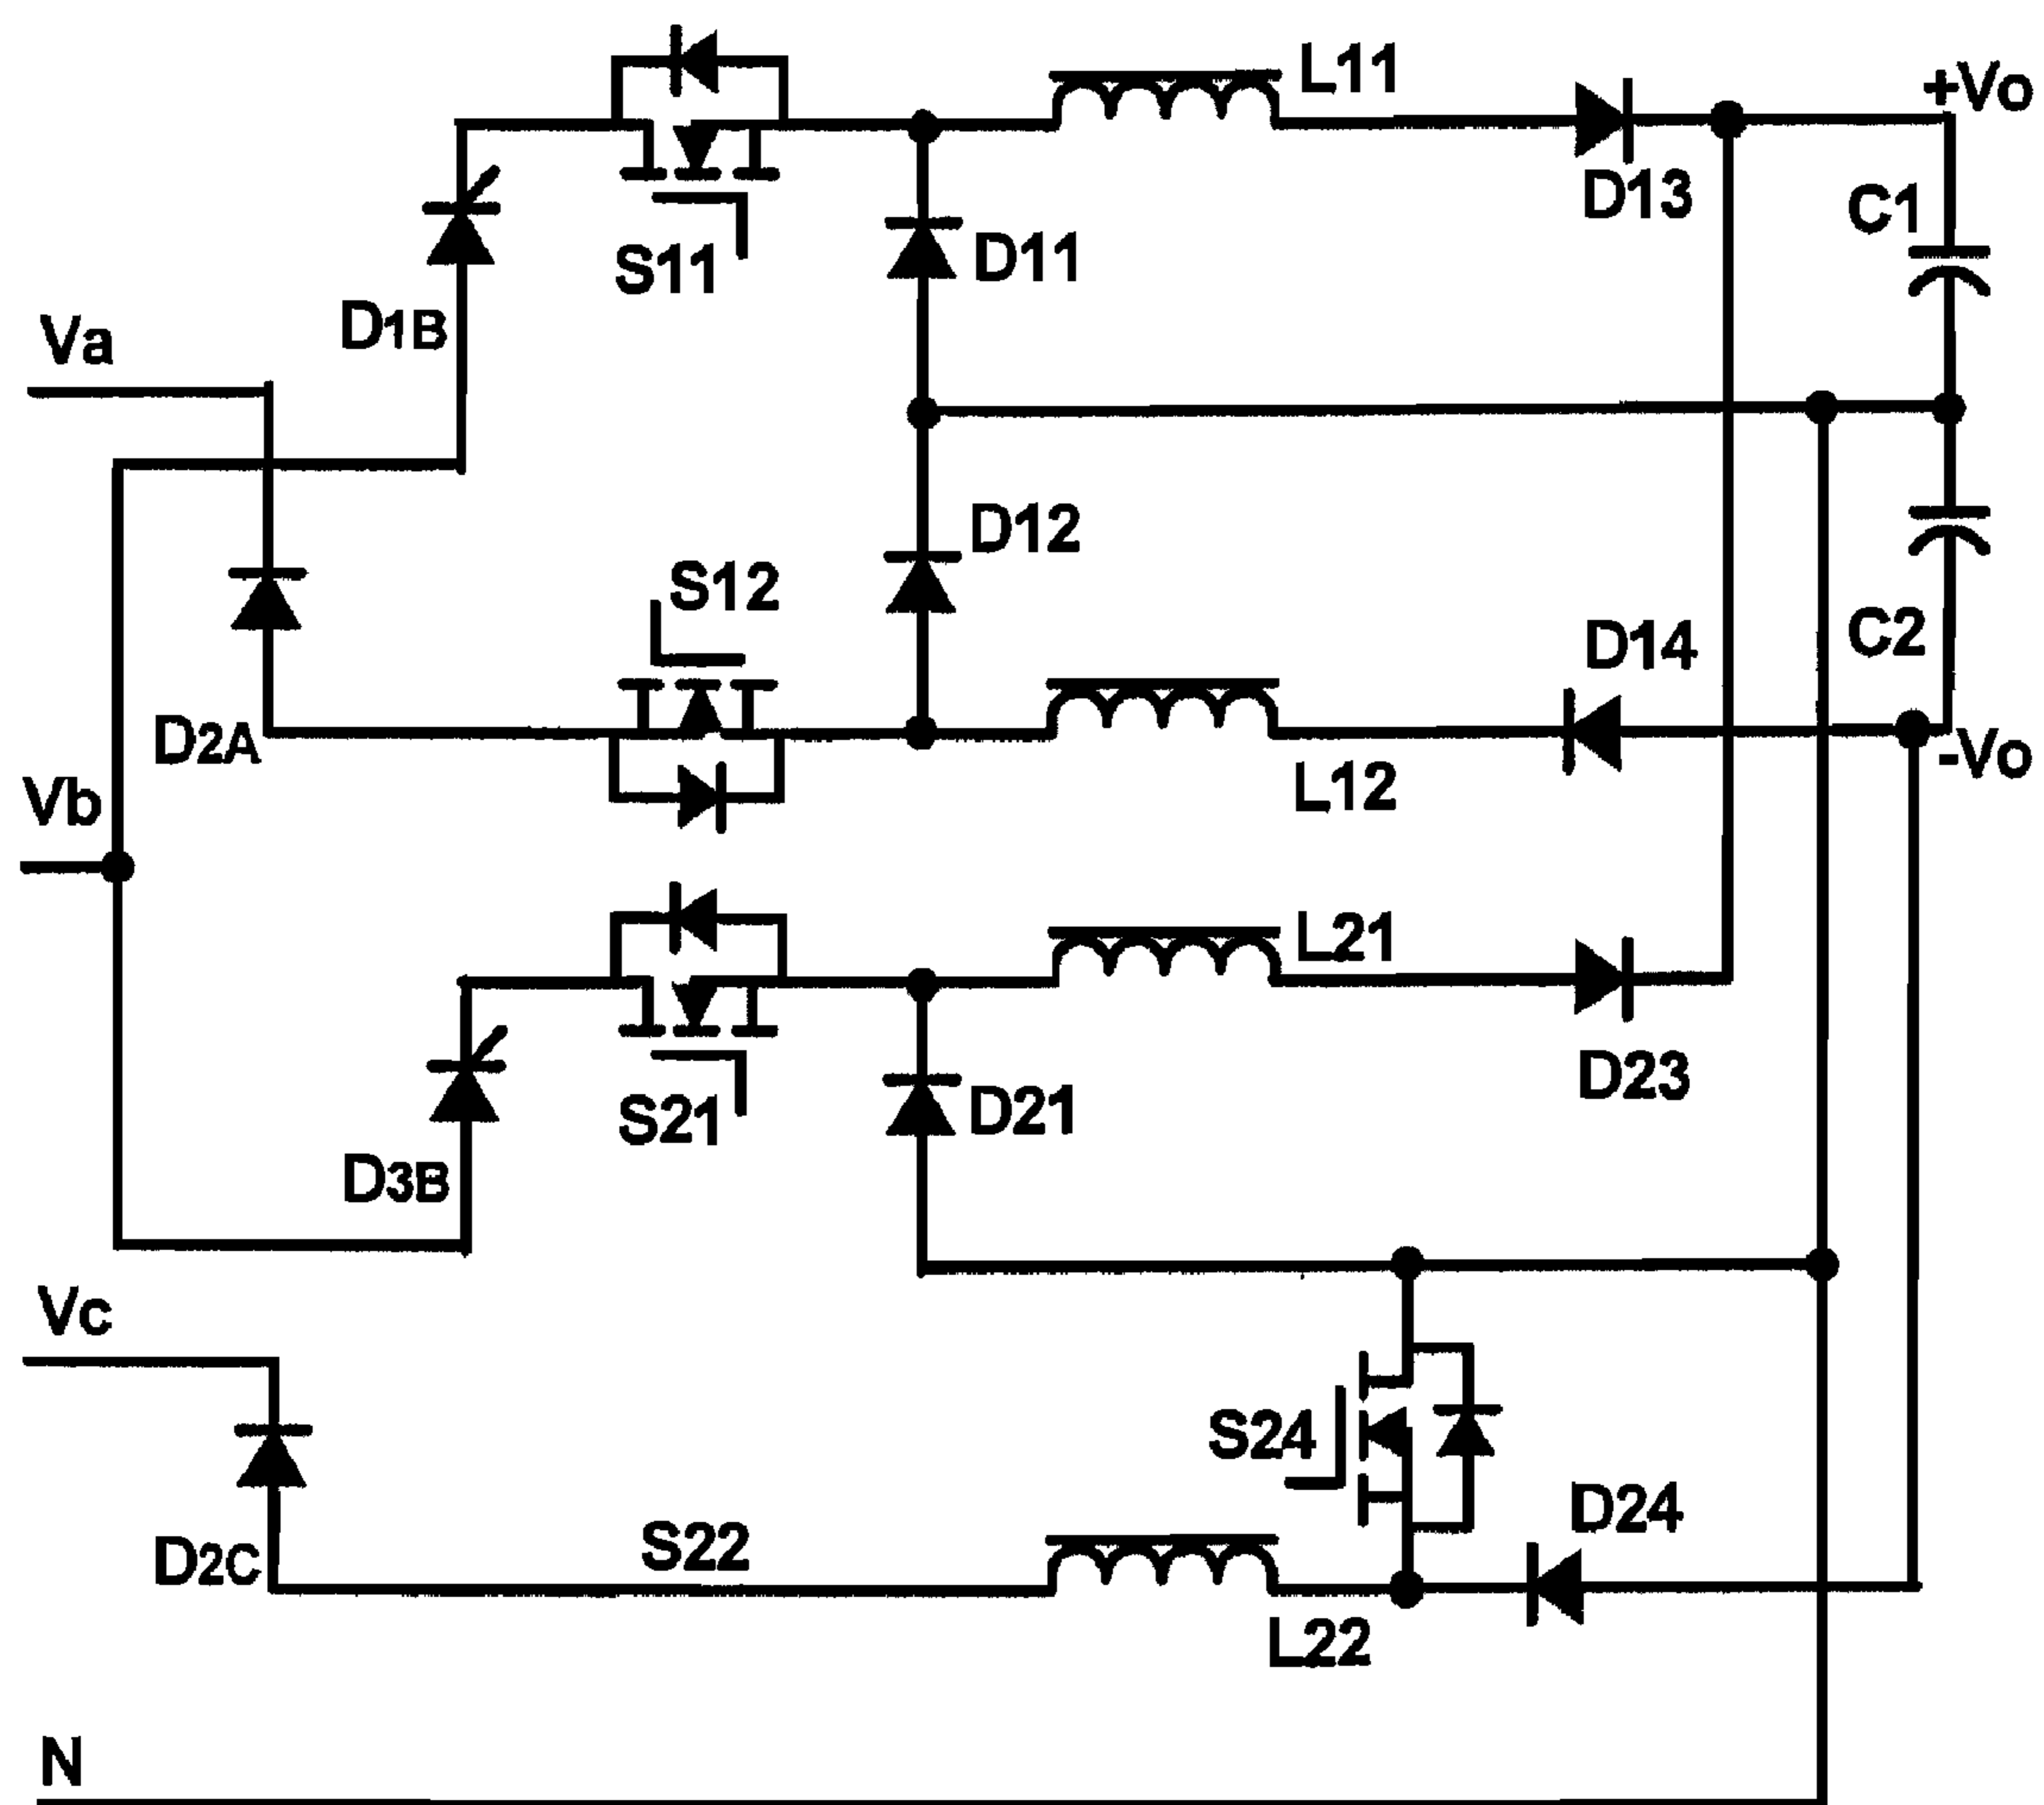 L11
+Vo
D13
C1
S11
D11
D1B
Va
D12
S12
D14
C2
D2A
L12
-Vo
Vb
L21
D23
S21
D21
D3B
Vc
S24
D24
S22
D2C
L22
N